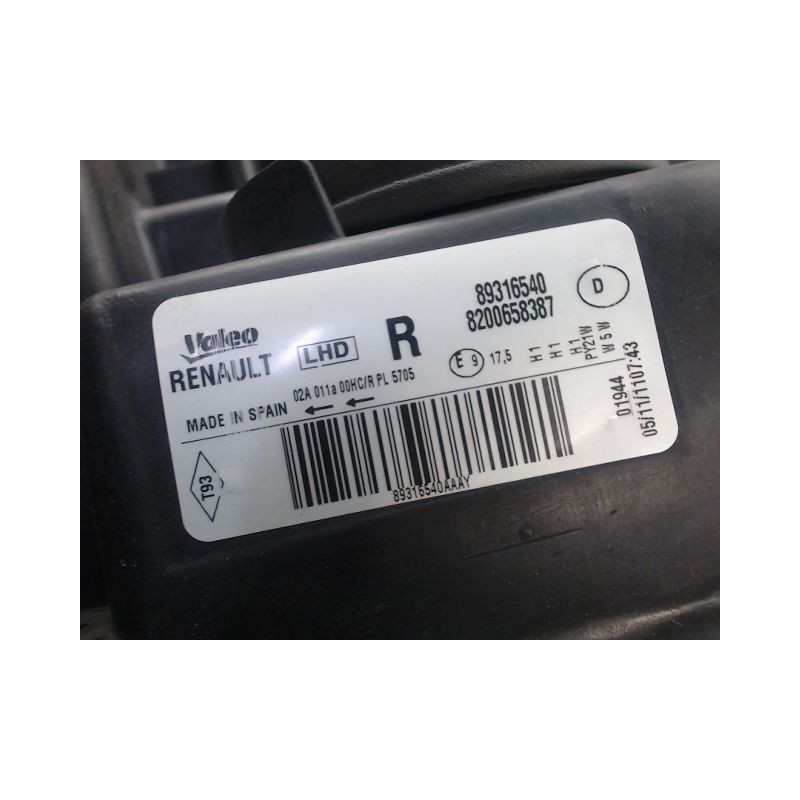 Valeo
RENAULT
LHD
R
89316540
8200658387
D
MADE IN SPAIN
02A 011a 00HC/R PL 5705
E 9
17,5
H1
H1
H1
PY21W
W5W
01944
05/11/1107:43
T93
89316540AAAY